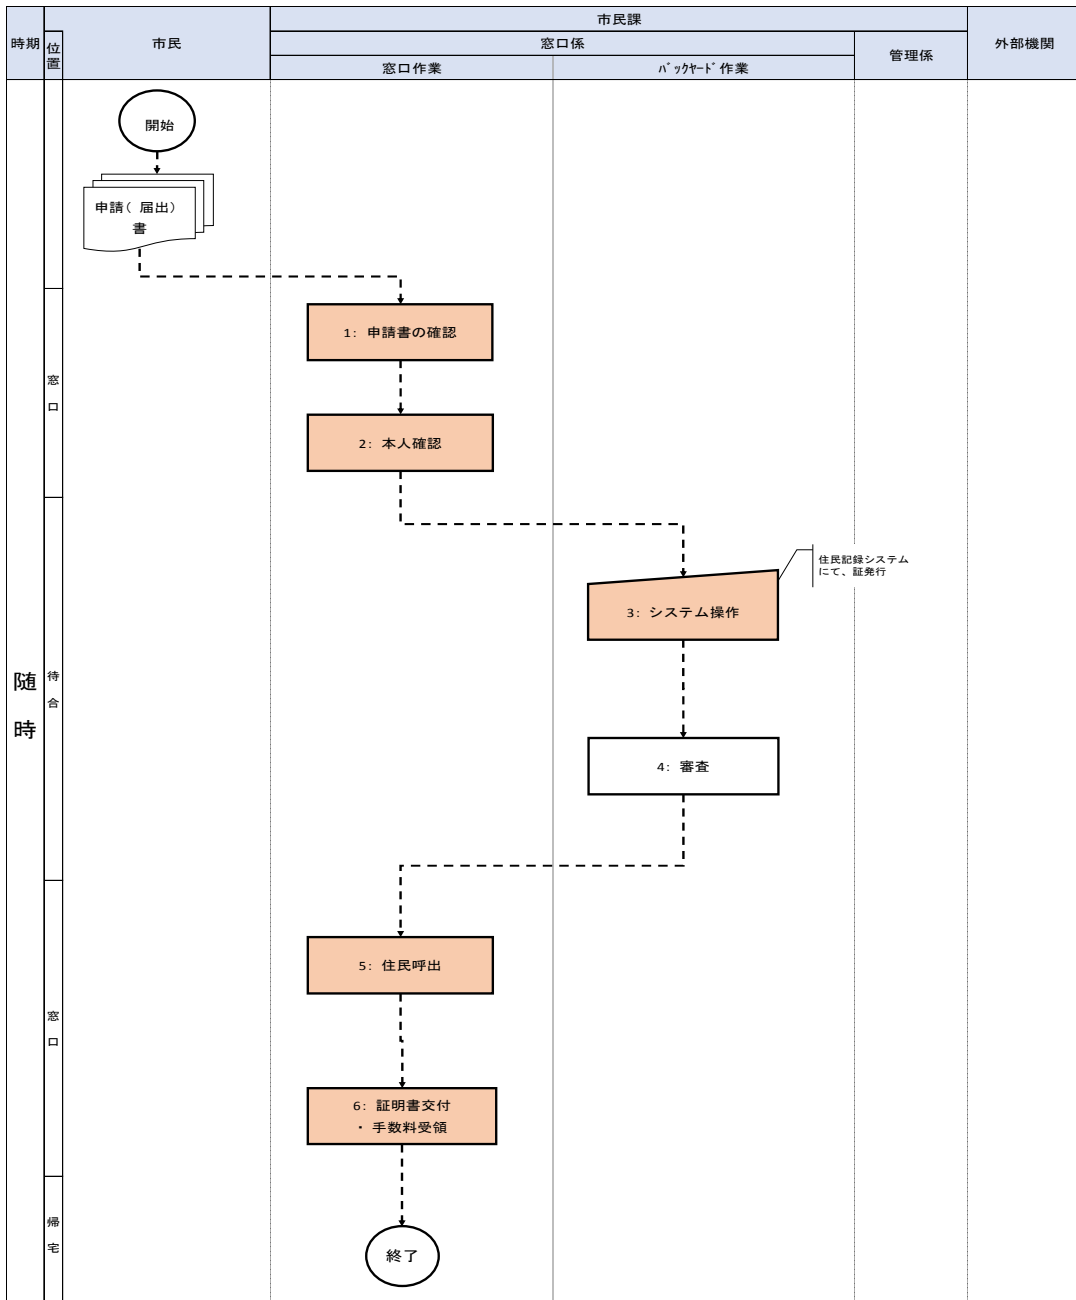 市民課
時期
位置
市民
窓口係
管理係
外部機関
窓口作業
ﾊﾞｯｸﾔｰﾄﾞ作業
開始
申請( 届出)
書
1: 申請書の確認
窓口
2: 本人確認
住民記録システム
にて、証発行
3: システム操作
随時
待合
4: 審査
5: 住民呼出
窓口
6: 証明書交付
・ 手数料受領
帰宅
終了